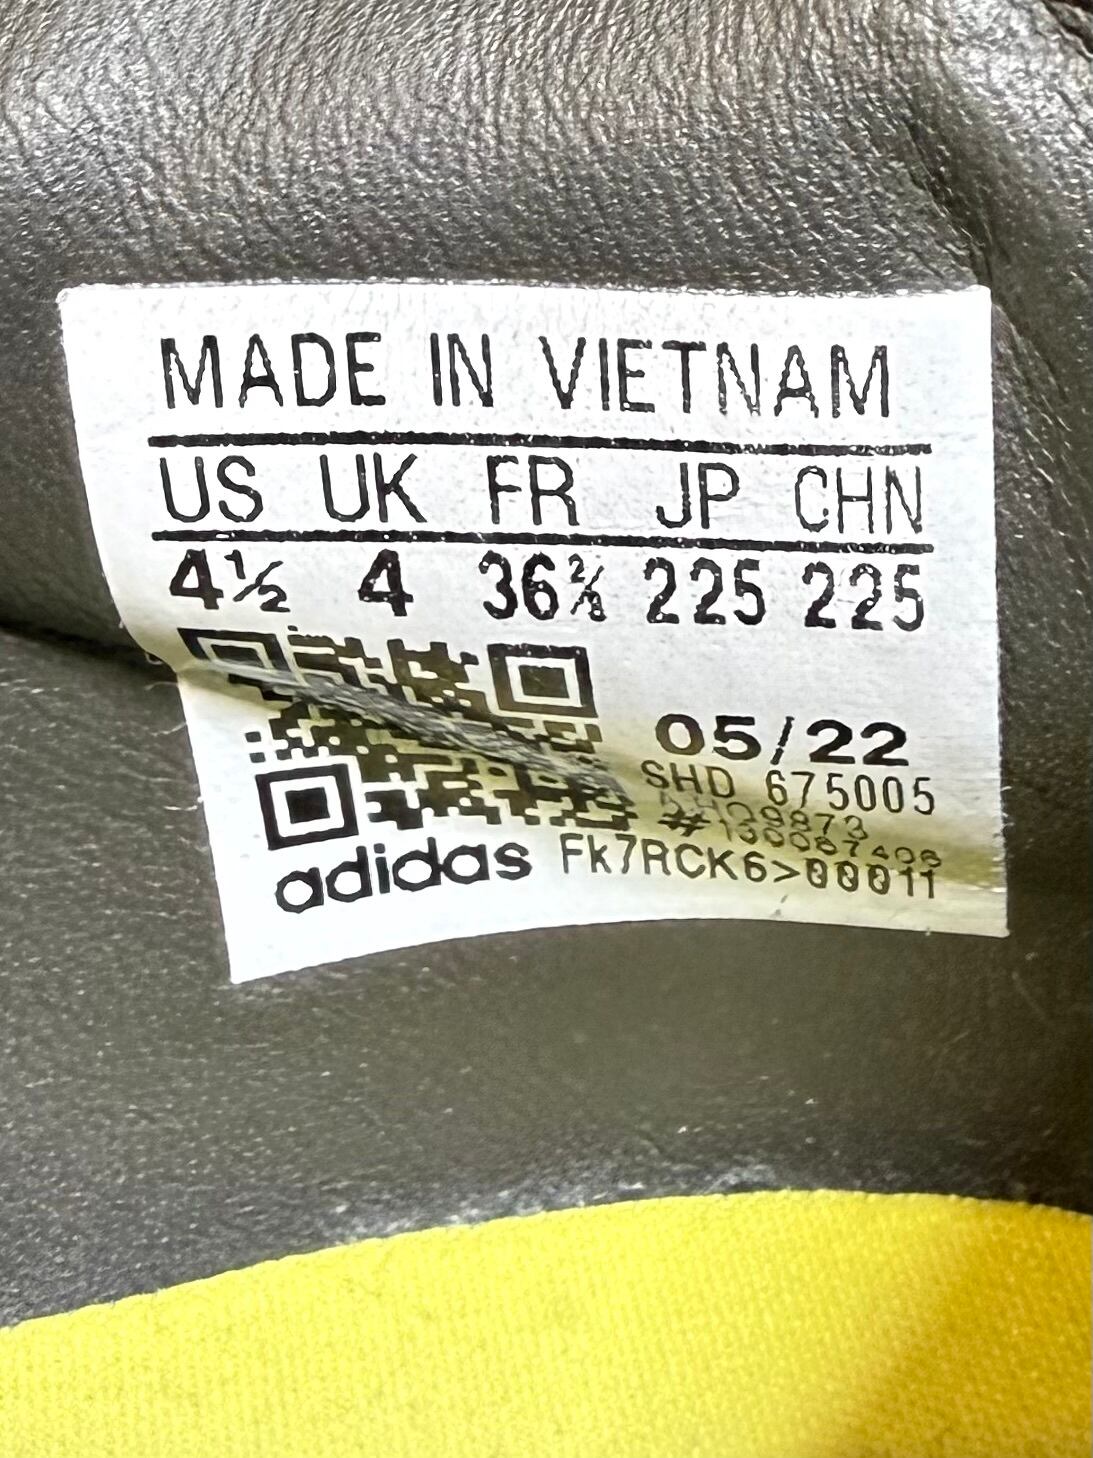 MADE IN VIETNAM
US UK FR JP CHN
4½ 4 36⅔ 225 225
05/22
SHD 675005
adidas Fk7RCK6>00011